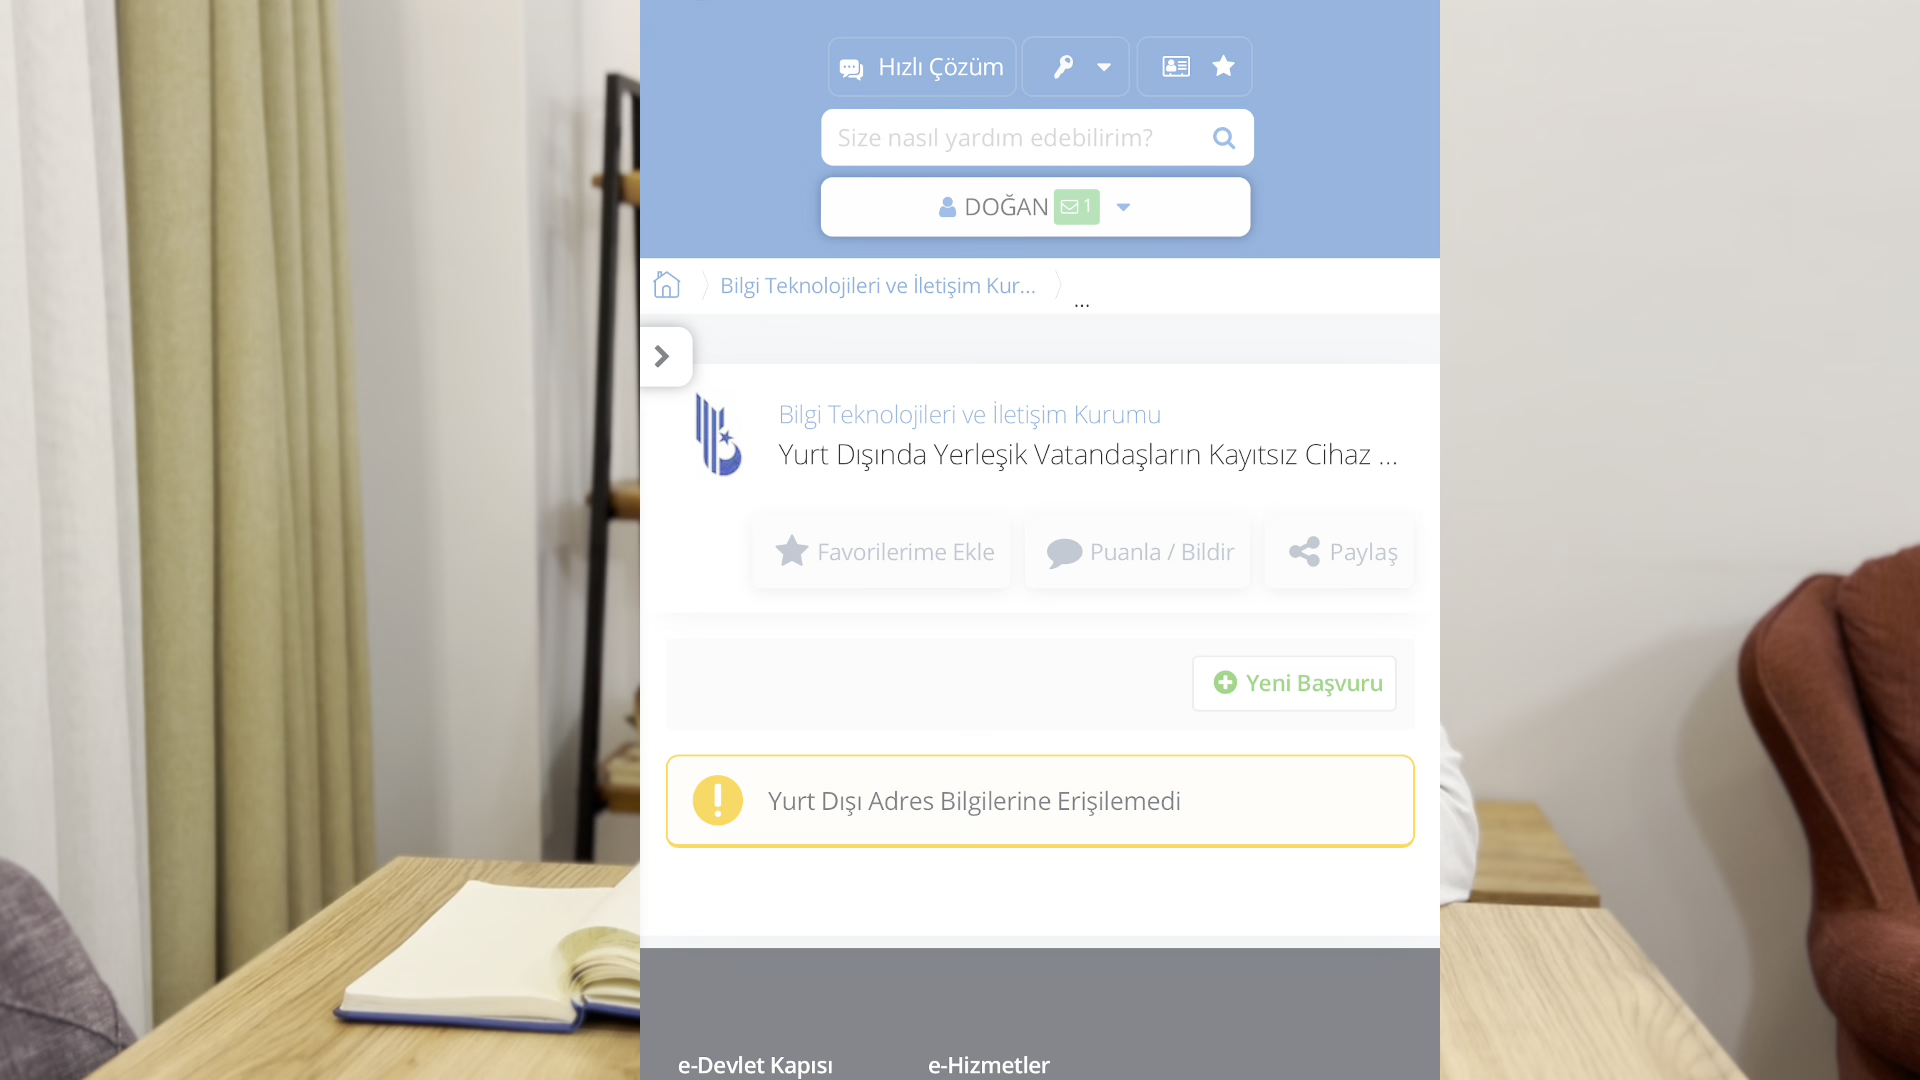 Hızlı Çözüm
Size nasıl yardım edebilirim?
DOĞAN 1
Bilgi Teknolojileri ve İletişim Kur...
...
Bilgi Teknolojileri ve İletişim Kurumu
Yurt Dışında Yerleşik Vatandaşların Kayıtsız Cihaz ...
Favorilerime Ekle
Puanla / Bildir
Paylaş
Yeni Başvuru
Yurt Dışı Adres Bilgilerine Erişilemedi
e-Devlet Kapısı
e-Hizmetler